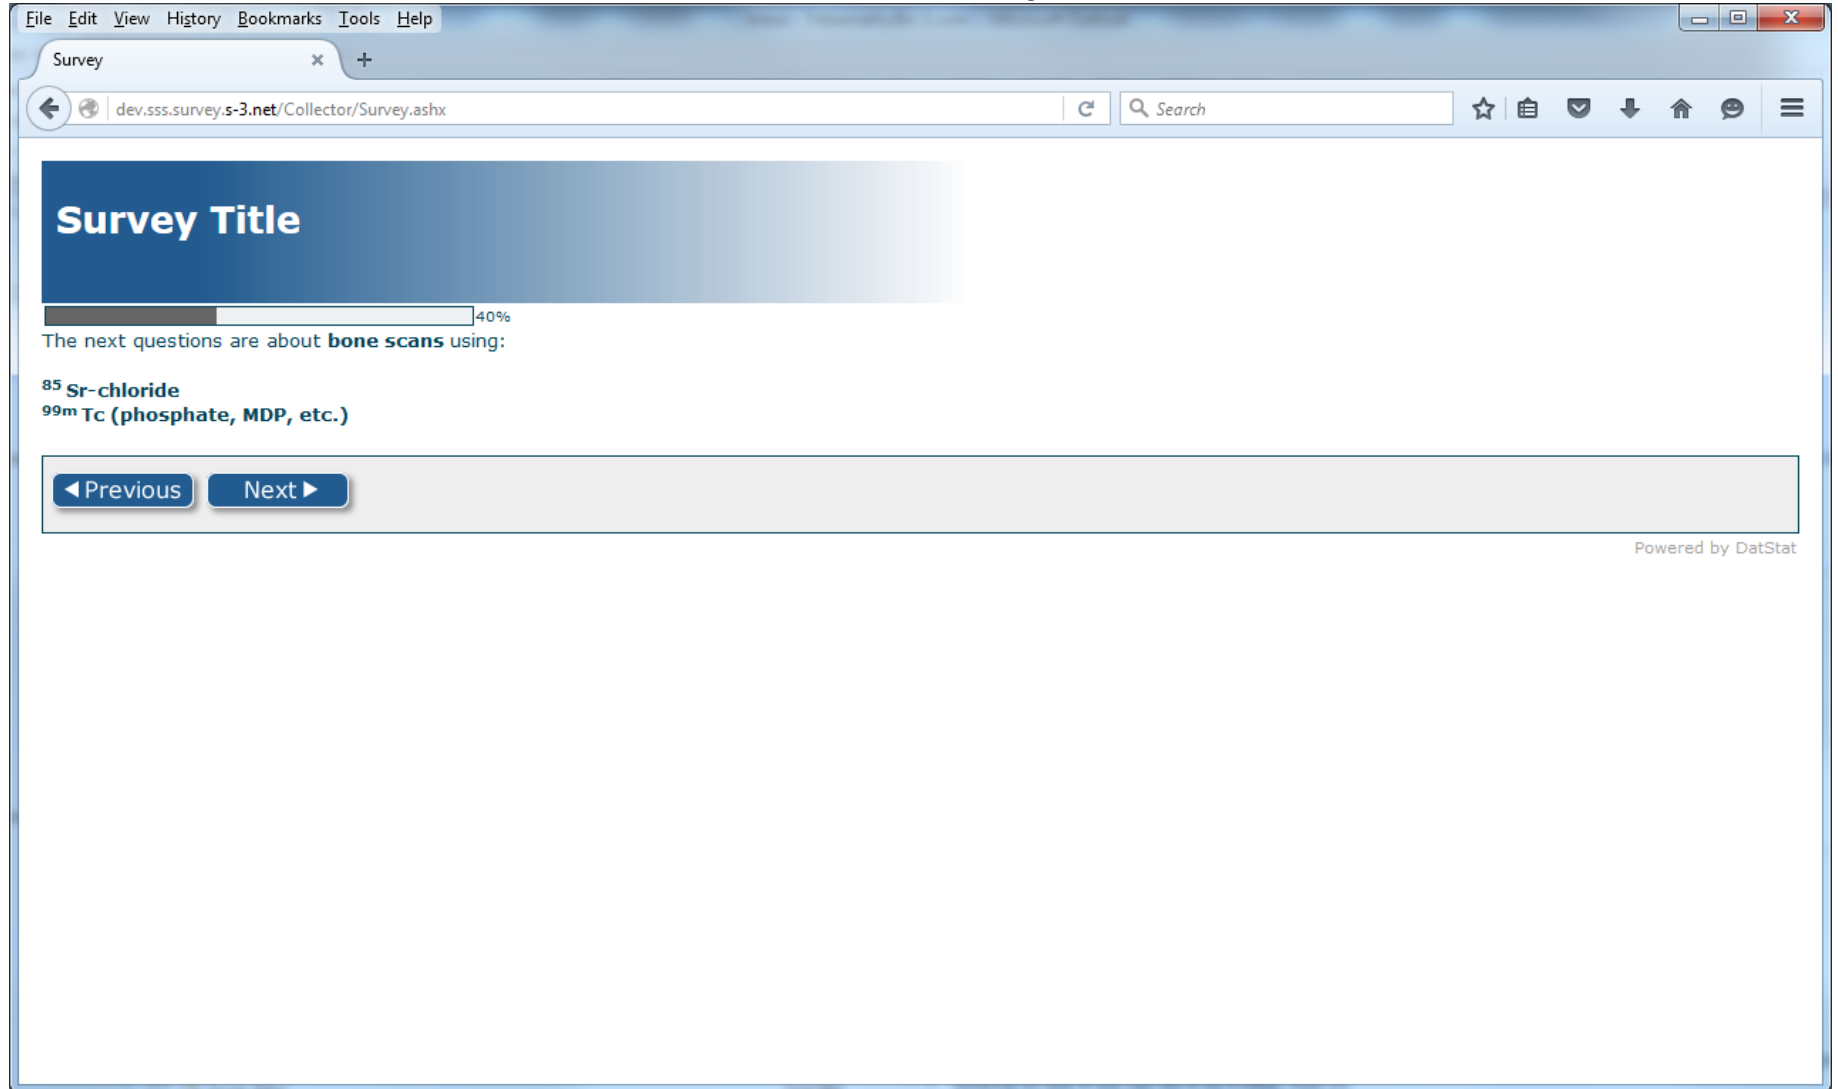 File Edit View History Bookmarks Tools Help
Survey
dev.sss.survey.s-3.net/Collector/Survey.ashx
Search
Survey Title
40%
The next questions are about bone scans using:
85 Sr-chloride
99m Tc (phosphate, MDP, etc.)
Previous Next
Powered by DatStat